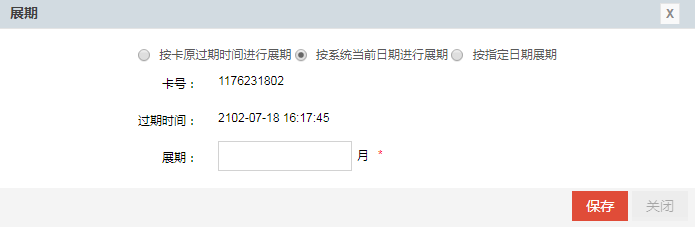 展期 X
按卡原过期时间进行展期 按系统当前日期进行展期 按指定日期展期
卡号： 1176231802
过期时间： 2102-07-18 16:17:45
展期： 月 *
保存 关闭